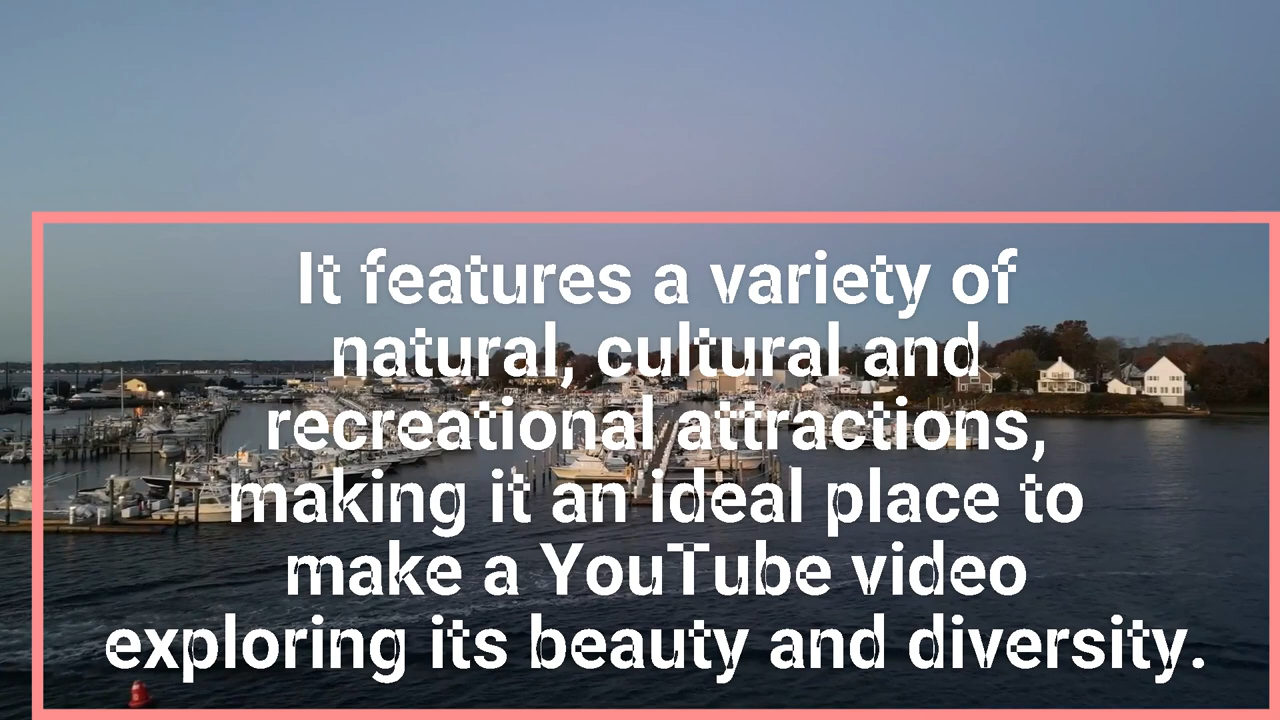 It features a variety of
natural, cultural and
recreational attractions,
making it an ideal place to
make a YouTube video
exploring its beauty and diversity.